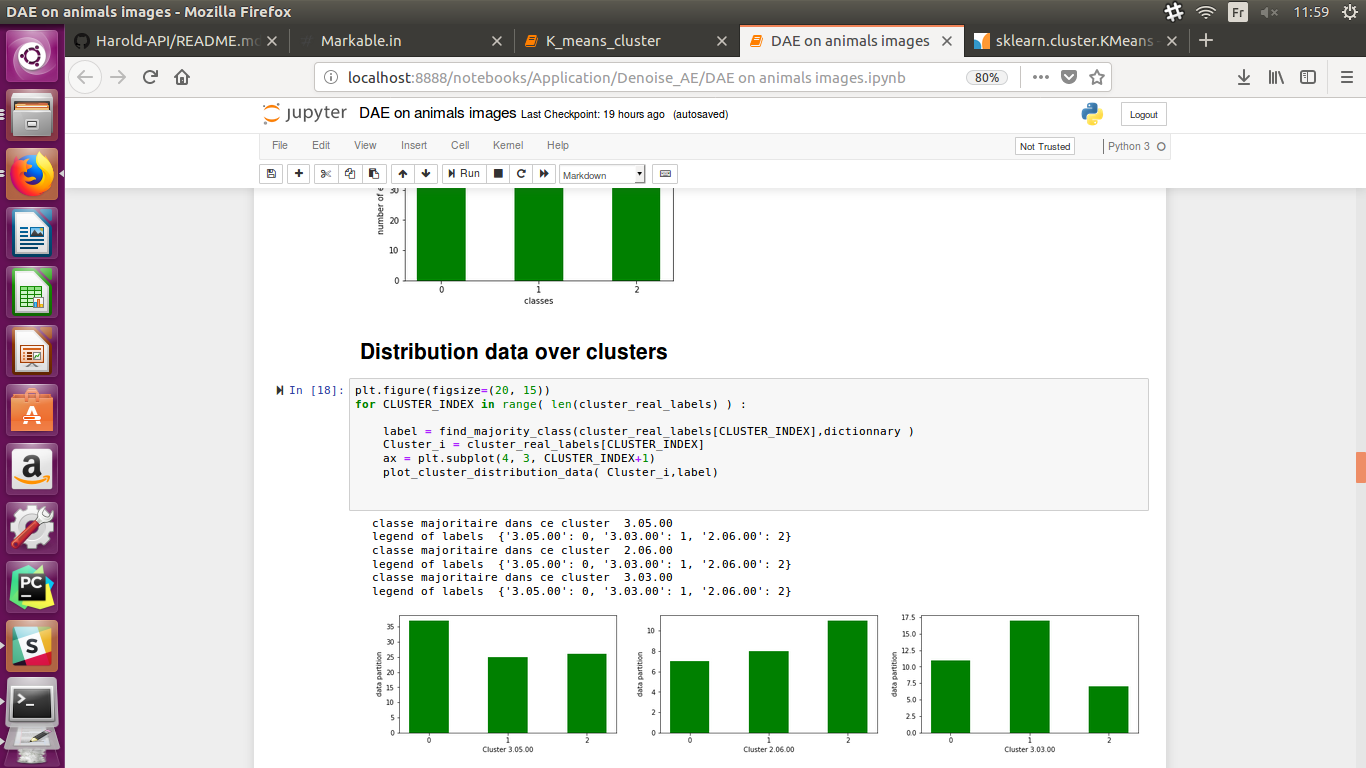 DAE on animals images - Mozilla Firefox
Fr
11:59
Harold-API/README.md
Markable.in
K_means_cluster
DAE on animals images
sklearn.cluster.KMeans
localhost:8888/notebooks/Application/Denoise_AE/DAE on animals images.ipynb
80%
jupyter
DAE on animals images Last Checkpoint: 19 hours ago (autosaved)
Logout
File Edit View Insert Cell Kernel Help
Not Trusted
Python 3
Run
Markdown
30
20
10
0
number of
0 1 2
classes
Distribution data over clusters
In [18]:
plt.figure(figsize=(20, 15))
for CLUSTER_INDEX in range( len(cluster_real_labels) ) :
label = find_majority_class(cluster_real_labels[CLUSTER_INDEX],dictionnary )
Cluster_i = cluster_real_labels[CLUSTER_INDEX]
ax = plt.subplot(4, 3, CLUSTER_INDEX+1)
plot_cluster_distribution_data( Cluster_i,label)
classe majoritaire dans ce cluster  3.05.00
legend of labels  {'3.05.00': 0, '3.03.00': 1, '2.06.00': 2}
classe majoritaire dans ce cluster  2.06.00
legend of labels  {'3.05.00': 0, '3.03.00': 1, '2.06.00': 2}
classe majoritaire dans ce cluster  3.03.00
legend of labels  {'3.05.00': 0, '3.03.00': 1, '2.06.00': 2}
35
30
25
20
15
10
5
0
data partition
0 1 2
Cluster 3.05.00
10
8
6
4
2
0
data partition
0 1 2
Cluster 2.06.00
17.5
15.0
12.5
10.0
7.5
5.0
2.5
0.0
data partition
0 1 2
Cluster 3.03.00
A
a
PC
S
>_